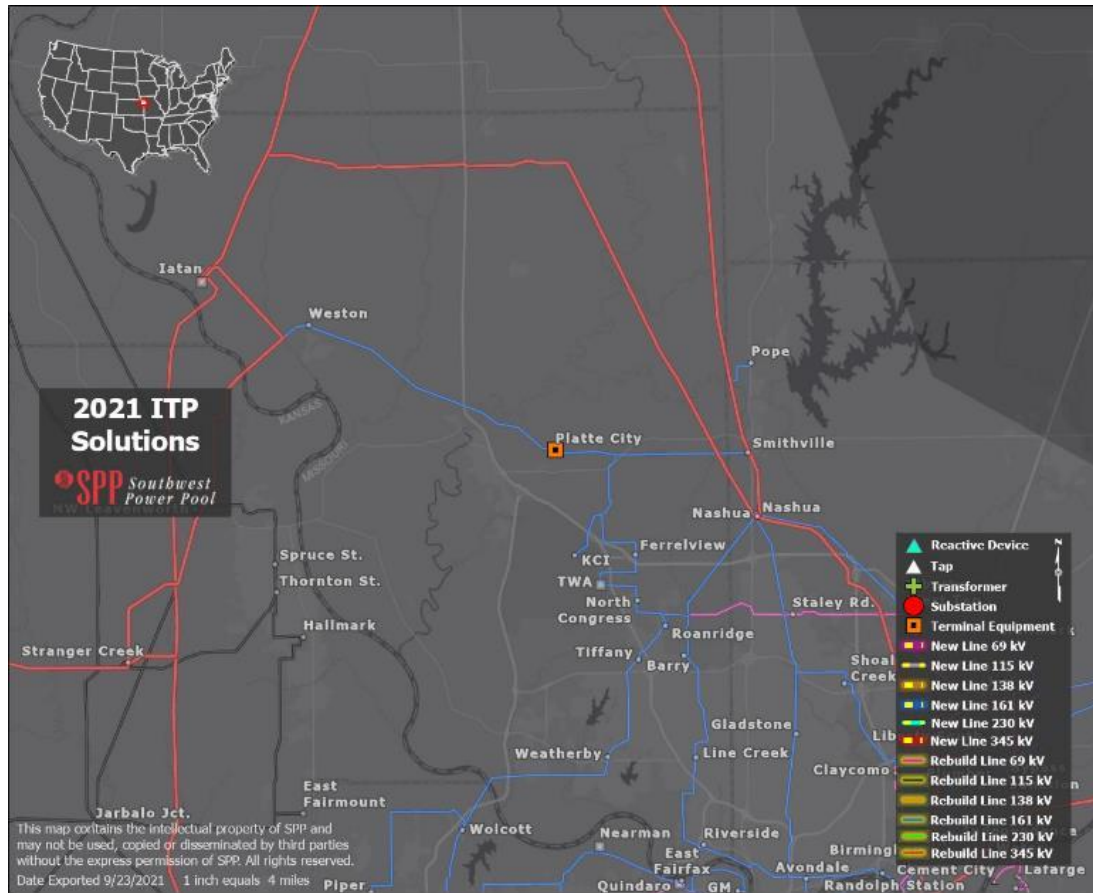 Iatan
Weston
Pope
2021 ITP
Solutions
SPP Southwest
Power Pool
NW Leavenworth
KANSAS
MISSOURI
Platte City
Smithville
Nashua
Nashua
Spruce St.
Thornton St.
Hallmark
Stranger Creek
KCI
Ferrelview
TWA
North
Congress
Staley Rd.
Roanridge
Tiffany
Barry
Shoal
Creek
Gladstone
Weatherby
Line Creek
Claycomo
East
Fairmount
Jarbalo Jct.
Wolcott
Nearman
Riverside
East
Fairfax
Avondale
Cement City
Piper
Quindaro
GM
Randolph
Station
Lafarge
Reactive Device
N
Tap
Transformer
Substation
Terminal Equipment
New Line 69 kV
New Line 115 kV
New Line 138 kV
New Line 161 kV
New Line 230 kV
New Line 345 kV
Rebuild Line 69 kV
Rebuild Line 115 kV
Rebuild Line 138 kV
Rebuild Line 161 kV
Rebuild Line 230 kV
Rebuild Line 345 kV
This map contains the intellectual property of SPP and
may not be used, copied or disseminated by third parties
without the express permission of SPP. All rights reserved.
Date Exported 9/23/2021 1 inch equals 4 miles